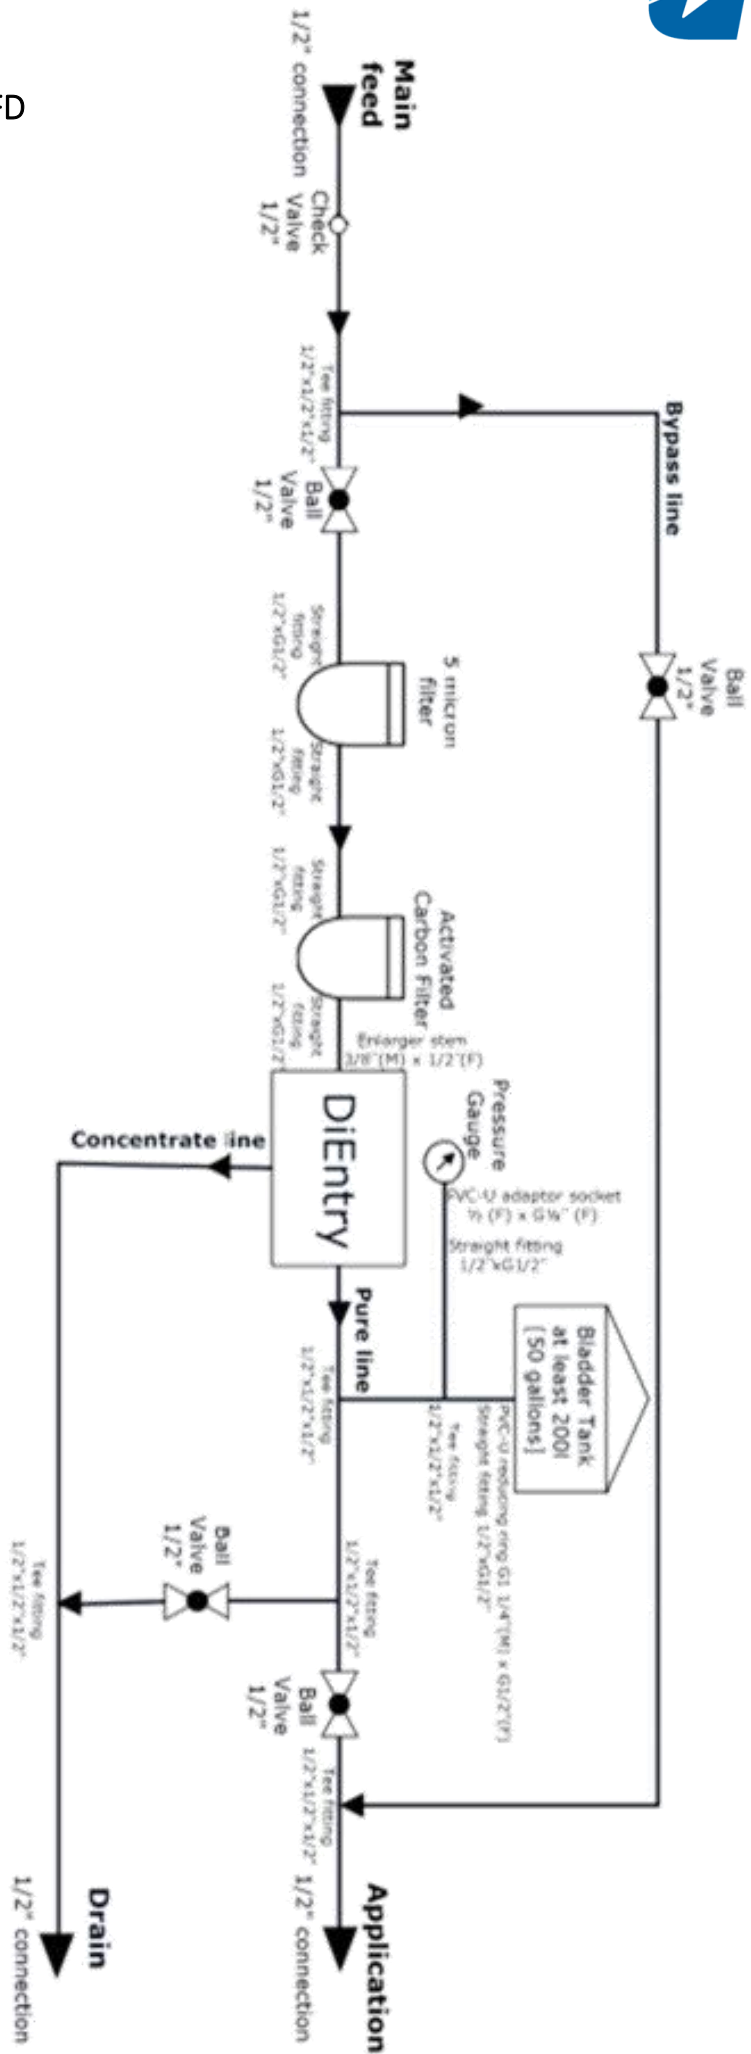 FD
Main
feed
1/2" connection
Check
Valve
1/2"
Tee fitting
1/2"x1/2"x1/2"
Bypass line
Ball
Valve
1/2"
Ball
Valve
1/2"
Straight
fitting
1/2"xG1/2"
5 micron
filter
Straight
fitting
1/2"xG1/2"
Straight
fitting
1/2"xG1/2"
Activated
Carbon Filter
Straight
fitting
1/2"xG1/2"
Enlarger stem
3/8"(M) x 1/2"(F)
DiEntry
Concentrate line
Pressure
Gauge
PVC-U adaptor socket
½ (F) x G¼" (F)
Straight fitting
1/2"xG1/2"
Pure line
Tee fitting
1/2"x1/2"x1/2"
Bladder Tank
at least 200l
[50 gallons]
PVC-U reducing ring G1 1/4"(M) x G1/2"(F)
Straight fitting 1/2"xG1/2"
Tee fitting
1/2"x1/2"x1/2"
Tee fitting
1/2"x1/2"x1/2"
Ball
Valve
1/2"
Tee fitting
1/2"x1/2"x1/2"
Ball
Valve
1/2"
Tee fitting
1/2"x1/2"x1/2"
Application
1/2" connection
Drain
1/2" connection